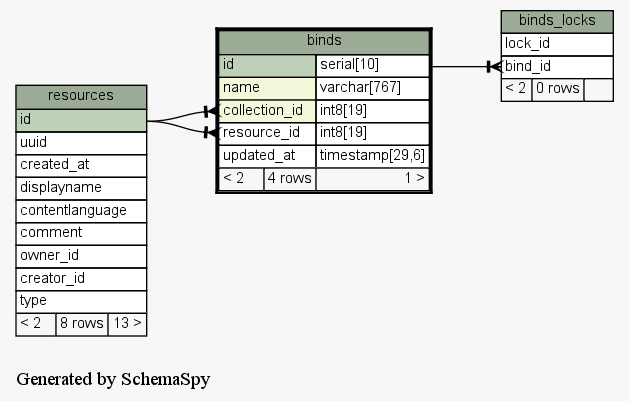 binds_locks
lock_id
bind_id
< 2 0 rows
binds
id serial[10]
name varchar[767]
collection_id int8[19]
resource_id int8[19]
updated_at timestamp[29,6]
< 2 4 rows 1 >
resources
id
uuid
created_at
displayname
contentlanguage
comment
owner_id
creator_id
type
< 2 8 rows 13 >
Generated by SchemaSpy